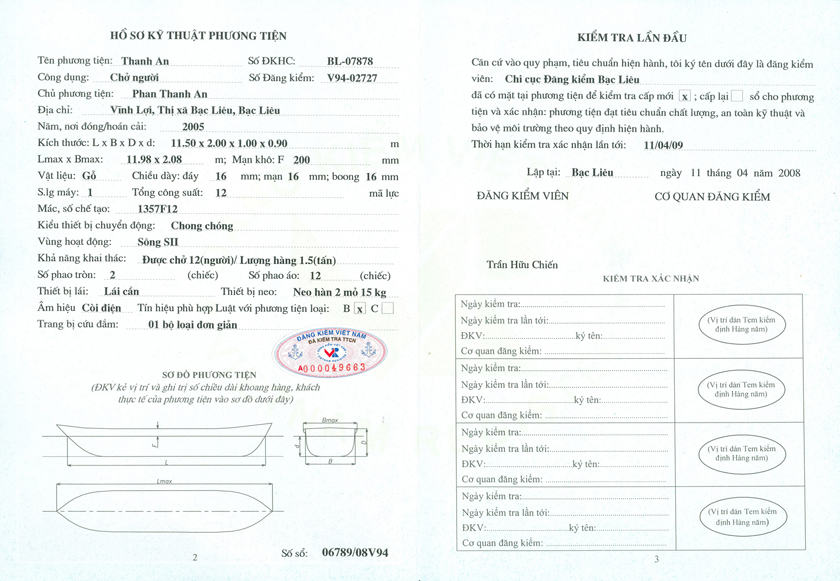 HỒ SƠ KỸ THUẬT PHƯƠNG TIỆN
Tên phương tiện: Thanh An Số ĐKHC: BL-07878
Công dụng: Chở người Số Đăng kiểm: V94-02727
Chủ phương tiện: Phan Thanh An
Địa chỉ: Vĩnh Lợi, Thị xã Bạc Liêu, Bạc Liêu
Năm, nơi đóng/hoán cải: 2005
Kích thước: L x B x D x d: 11.50 x 2.00 x 1.00 x 0.90 m
Lmax x Bmax: 11.98 x 2.08 m; Mạn khô: F 200 mm
Vật liệu: Gỗ Chiều dày: đáy 16 mm; mạn 16 mm; boong 16 mm
S.lg máy: 1 Tổng công suất: 12 mã lực
Mác, số chế tạo: 1357F12
Kiểu thiết bị chuyển động: Chong chóng
Vùng hoạt động: Sông SII
Khả năng khai thác: Được chở 12(người)/ Lượng hàng 1.5(tấn)
Số phao tròn: 2 (chiếc) Số phao áo: 12 (chiếc)
Thiết bị lái: Lái cần Thiết bị neo: Neo hàn 2 mỏ 15 kg
Âm hiệu Còi điện Tín hiệu phù hợp Luật với phương tiện loại: B x C
Trang bị cứu đắm: 01 bộ loại đơn giản
ĐĂNG KIỂM VIỆT NAM
ĐÃ KIỂM TRA TTCN
VR
A000049663
SƠ ĐỒ PHƯƠNG TIỆN
(ĐKV kẻ vị trí và ghi trị số chiều dài khoang hàng, khách
thực tế của phương tiện vào sơ đồ dưới đây)
F
L
Bmax
d
D
B
Lmax
2
Số sổ: 06789/08V94
KIỂM TRA LẦN ĐẦU
Căn cứ vào quy phạm, tiêu chuẩn hiện hành, tôi ký tên dưới đây là đăng kiểm
viên: Chi cục Đăng kiểm Bạc Liêu
đã có mặt tại phương tiện để kiểm tra cấp mới x ; cấp lại sổ cho phương
tiện và xác nhận: phương tiện đạt tiêu chuẩn chất lượng, an toàn kỹ thuật và
bảo vệ môi trường theo quy định hiện hành.
Thời hạn kiểm tra xác nhận lần tới: 11/04/09
Lập tại: Bạc Liêu ngày 11 tháng 04 năm 2008
ĐĂNG KIỂM VIÊN CƠ QUAN ĐĂNG KIỂM
Trần Hữu Chiến
KIỂM TRA XÁC NHẬN
Ngày kiểm tra:
Ngày kiểm tra lần tới:
ĐKV: ký tên:
Cơ quan đăng kiểm:
(Vị trí dán Tem kiểm
định Hàng năm)
Ngày kiểm tra:
Ngày kiểm tra lần tới:
ĐKV: ký tên:
Cơ quan đăng kiểm:
(Vị trí dán Tem kiểm
định Hàng năm)
Ngày kiểm tra:
Ngày kiểm tra lần tới:
ĐKV: ký tên:
Cơ quan đăng kiểm:
(Vị trí dán Tem kiểm
định Hàng năm)
Ngày kiểm tra:
Ngày kiểm tra lần tới:
ĐKV: ký tên:
Cơ quan đăng kiểm:
(Vị trí dán Tem kiểm
định Hàng năm)
3